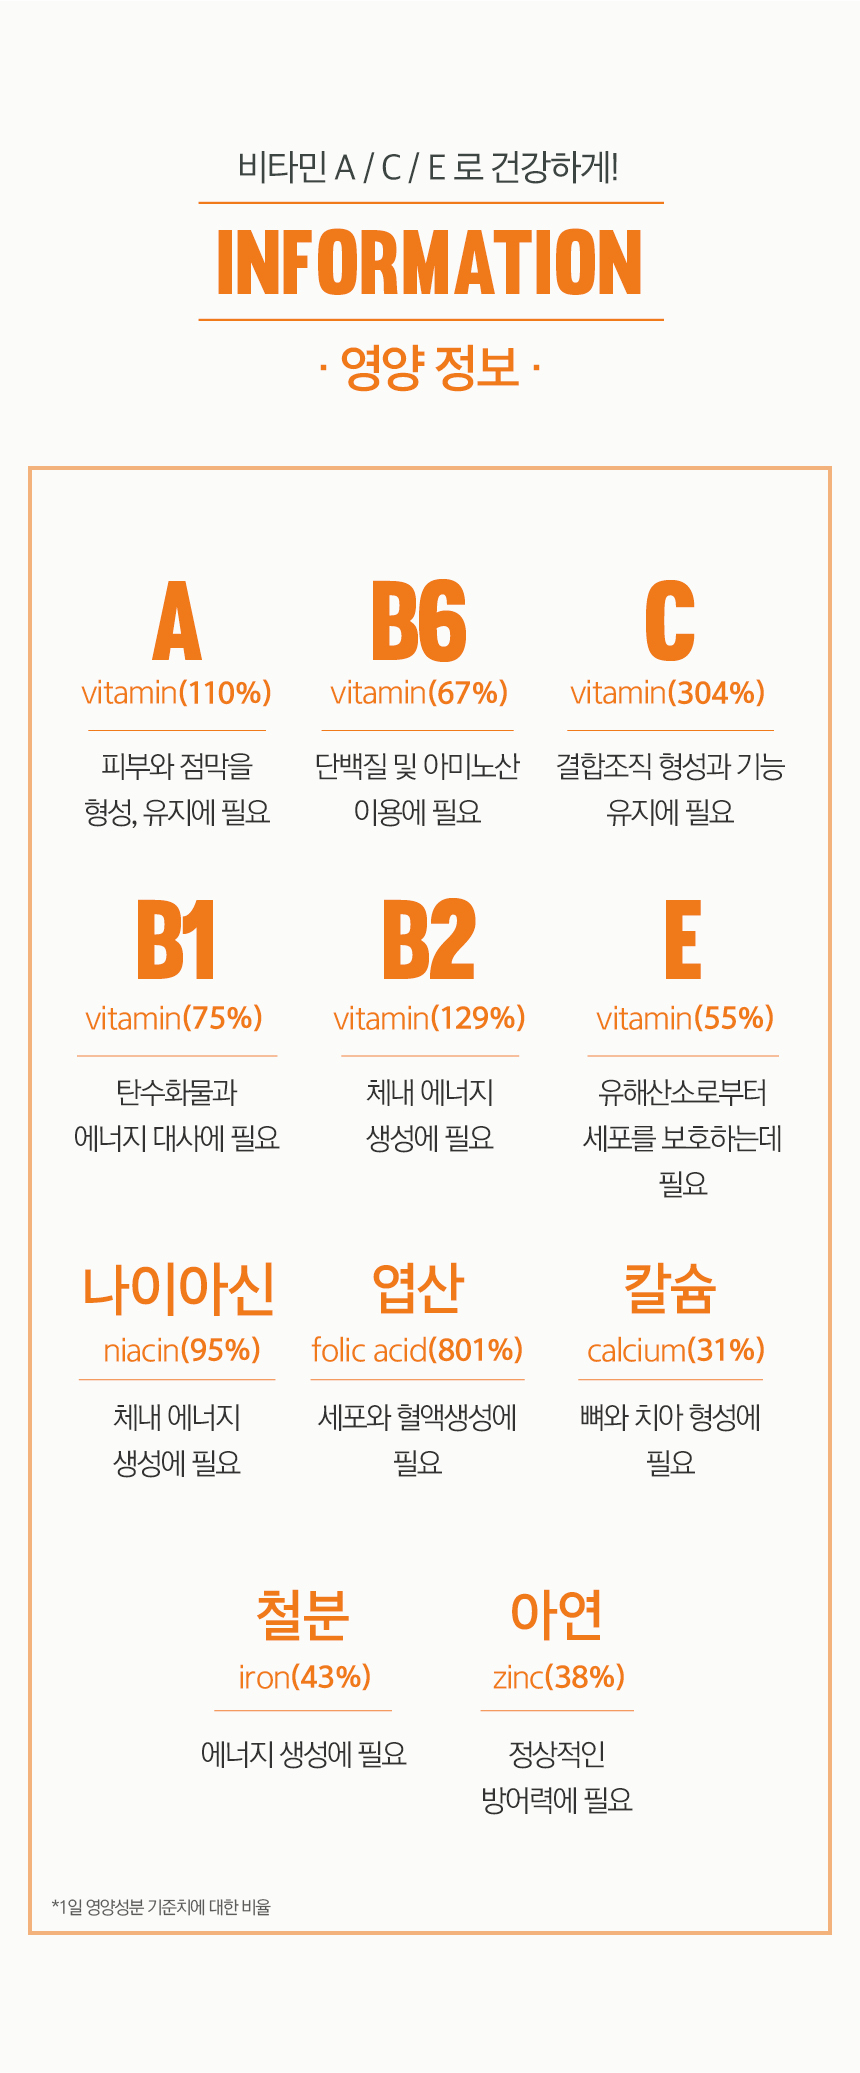 비타민 A / C / E 로 건강하게!
INFORMATION
· 영양 정보 ·
A
vitamin(110%)
피부와 점막을
형성, 유지에 필요
B6
vitamin(67%)
단백질 및 아미노산
이용에 필요
C
vitamin(304%)
결합조직 형성과 기능
유지에 필요
B1
vitamin(75%)
탄수화물과
에너지 대사에 필요
B2
vitamin(129%)
체내 에너지
생성에 필요
E
vitamin(55%)
유해산소로부터
세포를 보호하는데
필요
나이아신
niacin(95%)
체내 에너지
생성에 필요
엽산
folic acid(801%)
세포와 혈액생성에
필요
칼슘
calcium(31%)
뼈와 치아 형성에
필요
철분
iron(43%)
에너지 생성에 필요
아연
zinc(38%)
정상적인
방어력에 필요
*1일 영양성분 기준치에 대한 비율